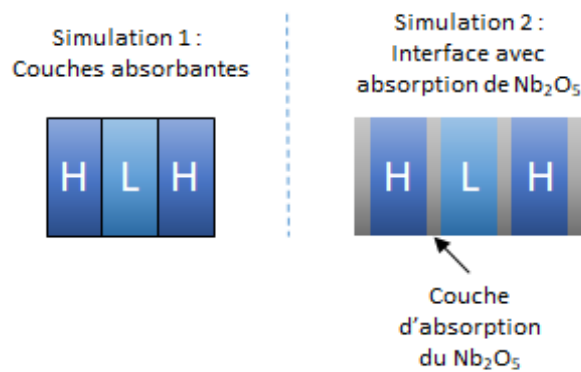 Simulation 1 :
Couches absorbantes
H L H
Simulation 2 :
Interface avec
absorption de Nb₂O₅
H L H
Couche
d'absorption
du Nb₂O₅